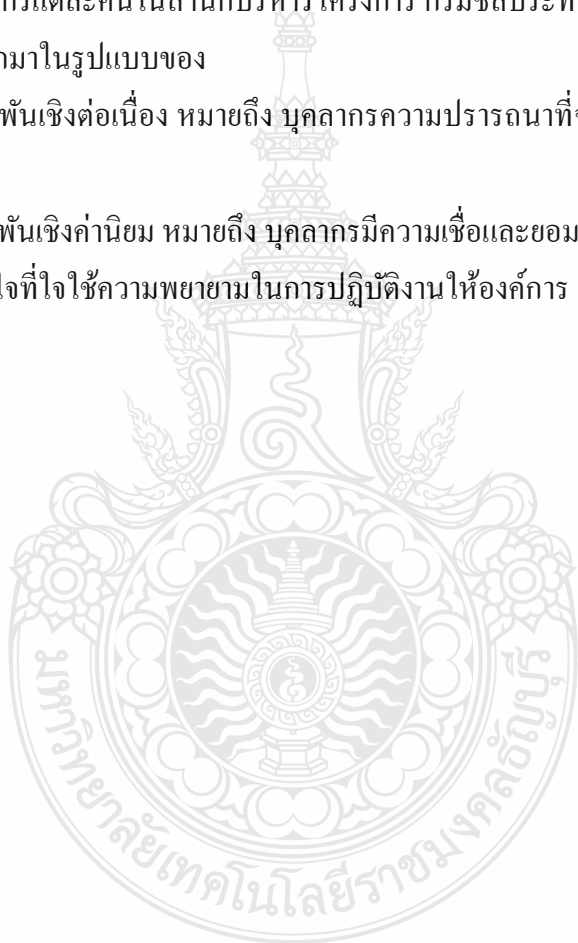 กรแต่ละคนในสำนักบริหารโครงการ กรมชลประท
กมาในรูปแบบของ
พันเชิงต่อเนื่อง หมายถึง บุคลากรความปรารถนาที่จ
พันเชิงค่านิยม หมายถึง บุคลากรมีความเชื่อและยอม
ใจที่ใจใช้ความพยายามในการปฏิบัติงานให้องค์การ
มหาวิทยาลัยเทคโนโลยีราชมงคลธัญบุรี